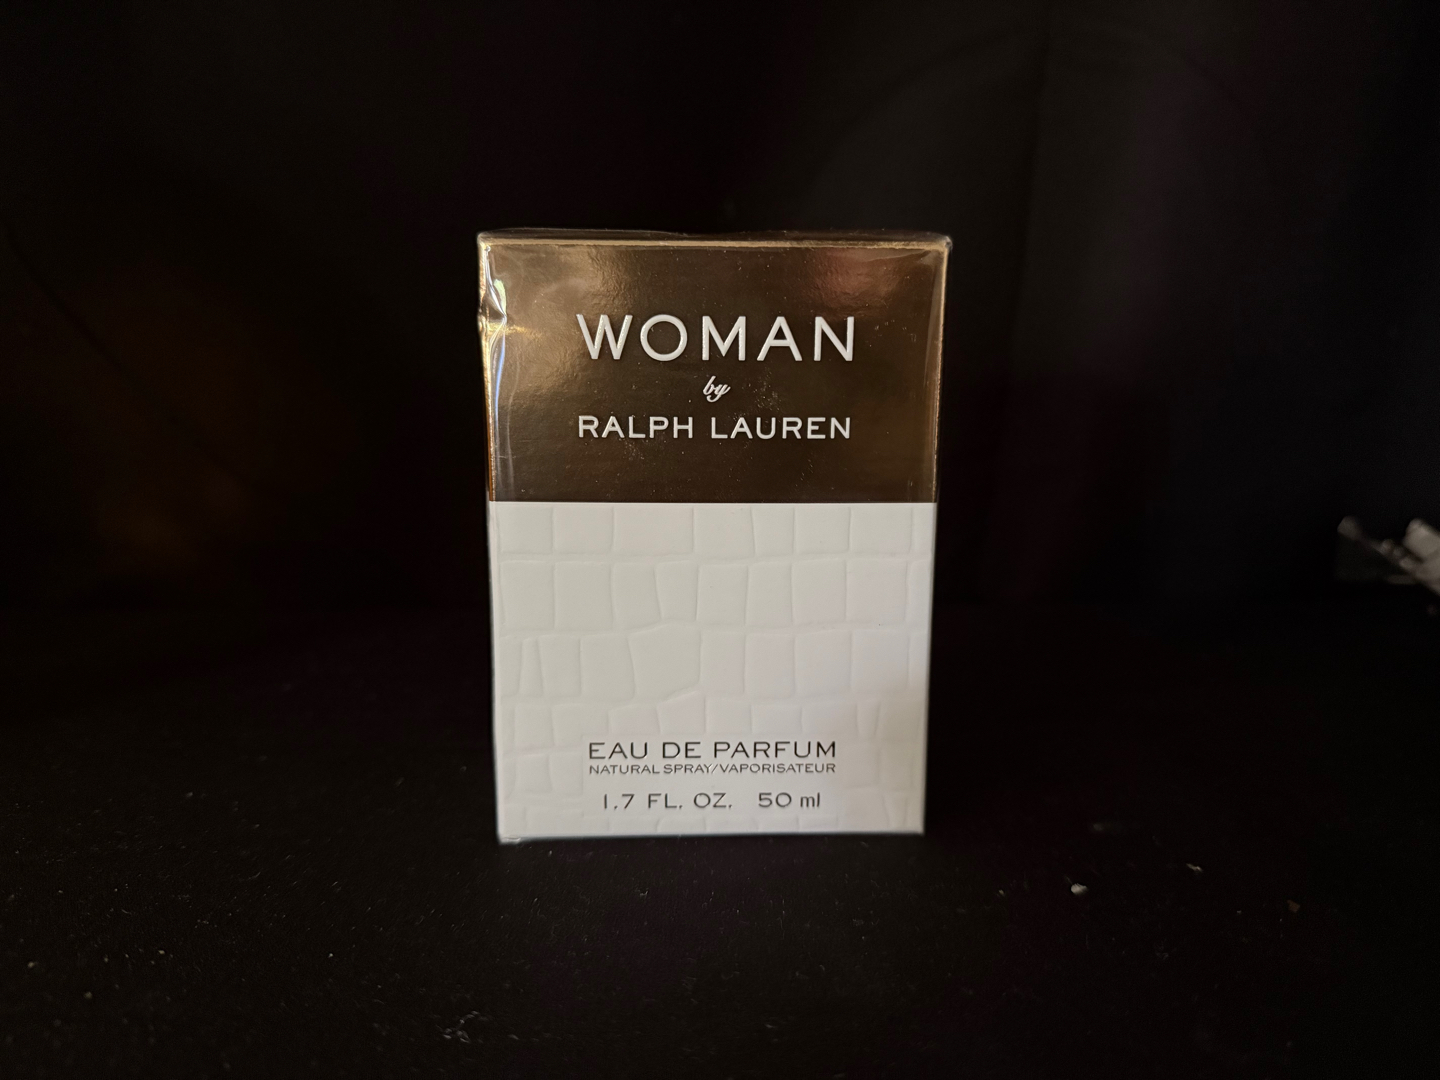 WOMAN
by
RALPH LAUREN
EAU DE PARFUM
NATURAL SPRAY/VAPORISATEUR
1.7 FL. OZ. 50 ml